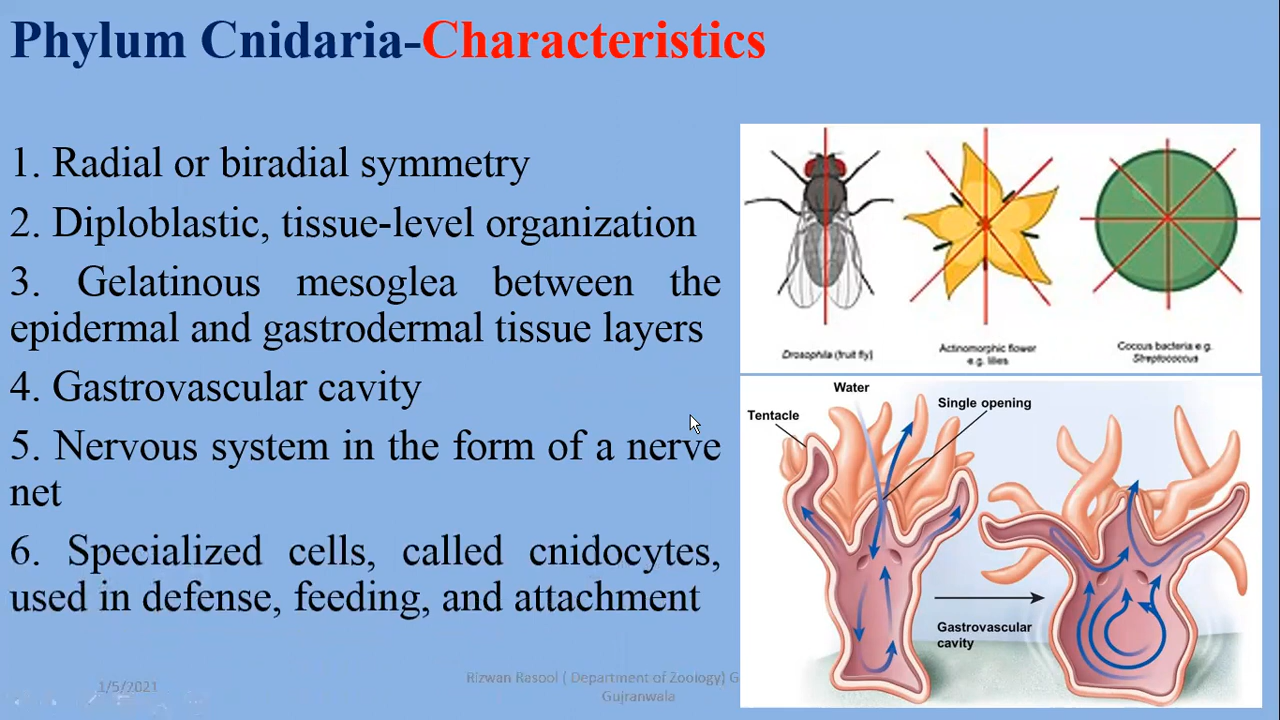 Phylum Cnidaria-Characteristics
1. Radial or biradial symmetry
2. Diploblastic, tissue-level organization
3. Gelatinous mesoglea between the
epidermal and gastrodermal tissue layers
4. Gastrovascular cavity
5. Nervous system in the form of a nerve
net
6. Specialized cells, called cnidocytes,
used in defense, feeding, and attachment
Drosophila (fruit fly)
Actinomorphic flower
e.g. lilies
Coccus bacteria e.g.
Streptococcus
Water
Tentacle
Single opening
Gastrovascular
cavity
1/5/2021
Rizwan Rasool ( Department of Zoology) G
Gujranwala